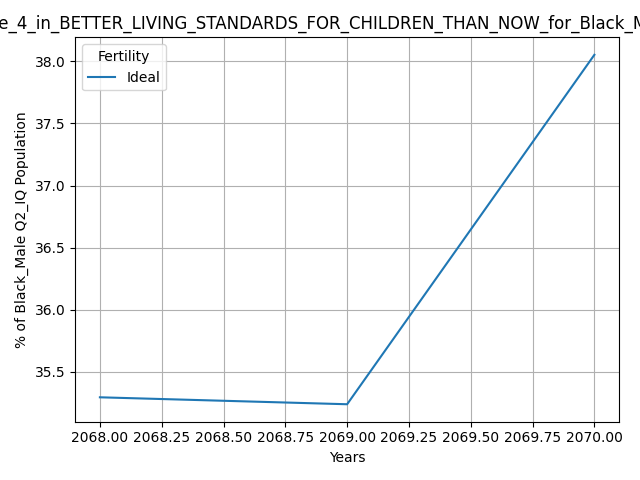 e_4_in_BETTER_LIVING_STANDARDS_FOR_CHILDREN_THAN_NOW_for_Black_M
Fertility
Ideal
% of Black_Male Q2_IQ Population
38.0
37.5
37.0
36.5
36.0
35.5
2068.00 2068.25 2068.50 2068.75 2069.00 2069.25 2069.50 2069.75 2070.00
Years